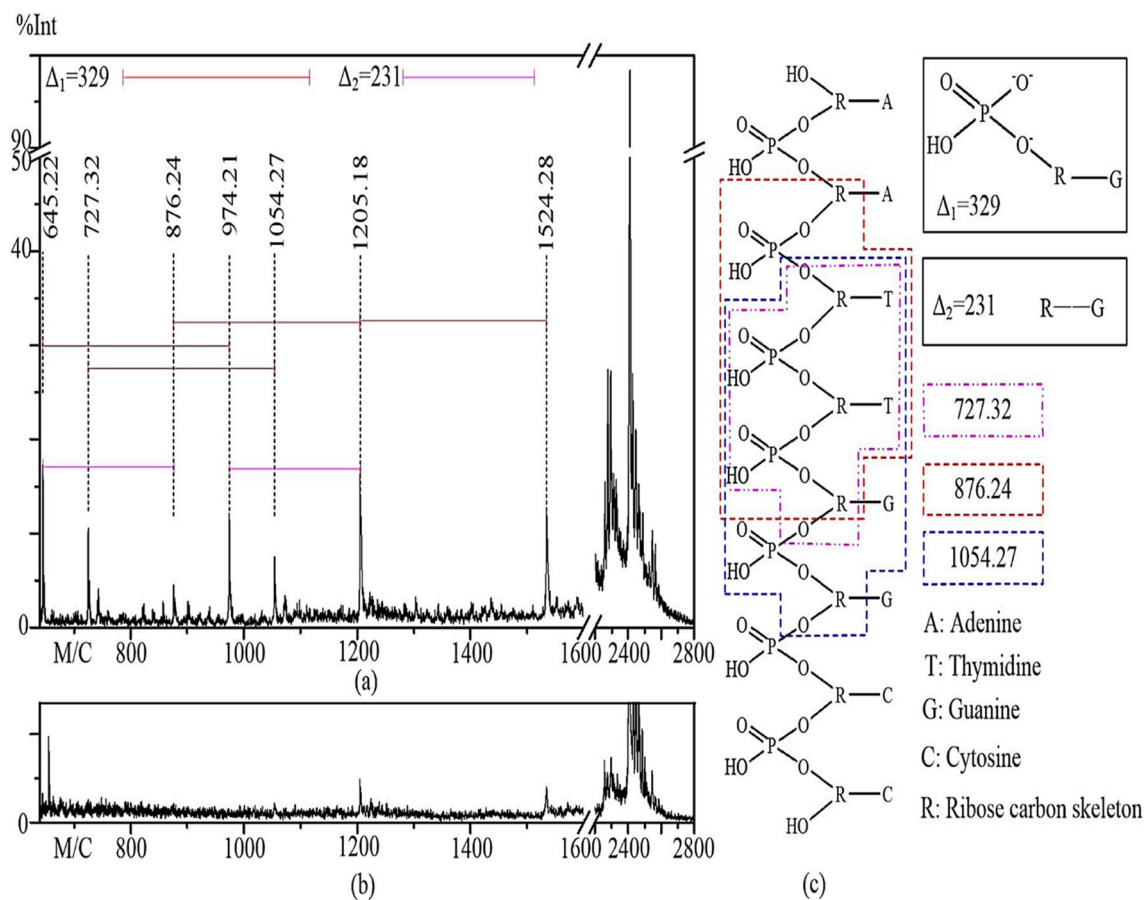 %Int
Δ₁=329
Δ₂=231
90
50
40
0
645.22
727.32
876.24
974.21
1054.27
1205.18
1524.28
M/C 800 1000 1200 1400 1600 2400 2800
(a)
0
M/C 800 1000 1200 1400 1600 2400 2800
(b)
HO R A
O P O
HO O
R A
O P O
HO O
R T
O P O
HO O
R T
O P O
HO O
R G
O P O
HO O
R G
O P O
HO O
R C
O P O
HO O
R C
HO
(c)
O -O-
P
HO O-
R G
Δ₁=329
Δ₂=231 R——G
727.32
876.24
1054.27
A: Adenine
T: Thymidine
G: Guanine
C: Cytosine
R: Ribose carbon skeleton